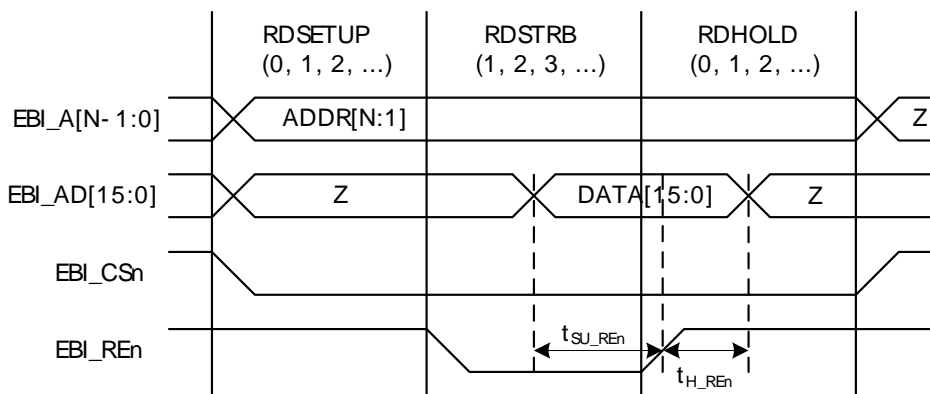 RDSETUP
(0, 1, 2, ...)
RDSTRB
(1, 2, 3, ...)
RDHOLD
(0, 1, 2, ...)
EBI_A[N-1:0]
ADDR[N:1]
Z
EBI_AD[15:0]
Z
DATA[15:0]
Z
EBI_CSn
EBI_REn
tSU_REn
tH_REn